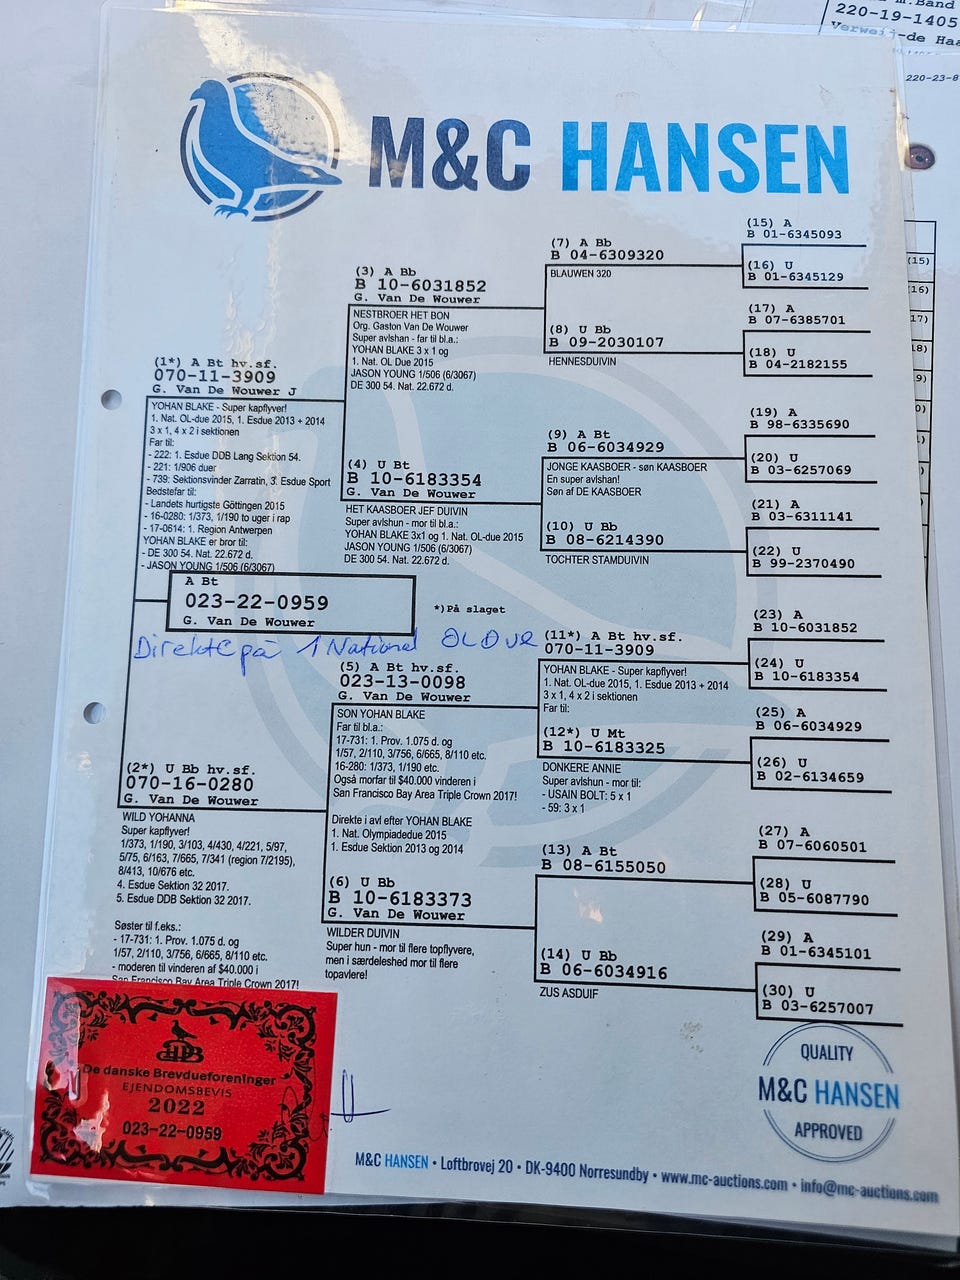 M&C HANSEN
(1*) A Bt hv.sf.
070-11-3909
G. Van De Wouwer J
YOHAN BLAKE - Super kapflyver!
1. Nat. OL-due 2015, 1. Esdue 2013 + 2014
3 x 1, 4 x 2 i sektionen
Far til:
- 222: 1. Esdue DDB Lang Sektion 54.
- 221: 1/906 duer
- 739: Sektionsvinder Zarratin, 3. Esdue Sport
Bedstefar til:
- Landets hurtigste Göttingen 2015
- 16-0280: 1/373, 1/190 to uger i rap
- 17-0614: 1. Region Antwerpen
YOHAN BLAKE er bror til:
- DE 300 54. Nat. 22.672 d.
- JASON YOUNG 1/506 (6/3067)
A Bt
023-22-0959
G. Van De Wouwer
*)På slaget
Direkte på 1 National OL Due
(2*) U Bb hv.sf.
070-16-0280
G. Van De Wouwer
WILD YOHANNA
Super kapflyver!
1/373, 1/190, 3/103, 4/430, 4/221, 5/97,
5/75, 6/163, 7/665, 7/341 (region 7/2195),
8/413, 10/676 etc.
4. Esdue Sektion 32 2017.
5. Esdue DDB Sektion 32 2017.
Søster til f.eks.:
- 17-731: 1. Prov. 1.075 d. og
1/57, 2/110, 3/756, 6/665, 8/110 etc.
- moderen til vinderen af $40.000 i
San Francisco Bay Area Triple Crown 2017!
(3) A Bb
B 10-6031852
G. Van De Wouwer
NESTBROER HET BON
Org. Gaston Van De Wouwer
Super avlshan - far til bl.a.:
YOHAN BLAKE 3 x 1 og
1. Nat. OL Due 2015
JASON YOUNG 1/506 (6/3067)
DE 300 54. Nat. 22.672 d.
(4) U Bt
B 10-6183354
G. Van De Wouwer
HET KAASBOER JEF DUIVIN
Super avlshun - mor til bl.a.:
YOHAN BLAKE 3x1 og 1. Nat. OL-due 2015
JASON YOUNG 1/506 (6/3067)
DE 300 54. Nat. 22.672 d.
(5) A Bt hv.sf.
023-13-0098
G. Van De Wouwer
SON YOHAN BLAKE
Far til bl.a.:
17-731: 1. Prov. 1.075 d. og
1/57, 2/110, 3/756, 6/665, 8/110 etc.
16-280: 1/373, 1/190 etc.
Også morfar til $40.000 vinderen i
San Francisco Bay Area Triple Crown 2017!
Direkte i avl efter YOHAN BLAKE
1. Nat. Olympiadedue 2015
1. Esdue Sektion 2013 og 2014
(6) U Bb
B 10-6183373
G. Van De Wouwer
WILDER DUIVIN
Super hun - mor til flere topflyvere,
men i særdeleshed mor til flere
topavlere!
(7) A Bb
B 04-6309320
BLAUWEN 320
(8) U Bb
B 09-2030107
HENNESDUIVIN
(9) A Bt
B 06-6034929
JONGE KAASBOER - søn KAASBOER
En super avlshan!
Søn af DE KAASBOER
(10) U Bb
B 08-6214390
TOCHTER STAMDUIVIN
(11*) A Bt hv.sf.
070-11-3909
YOHAN BLAKE - Super kapflyver!
1. Nat. OL-due 2015, 1. Esdue 2013 + 2014
3 x 1, 4 x 2 i sektionen
Far til:
(12*) U Mt
B 10-6183325
DONKERE ANNIE
Super avlshun - mor til:
- USAIN BOLT: 5 x 1
- 59: 3 x 1
(13) A Bt
B 08-6155050
(14) U Bb
B 06-6034916
ZUS ASDUIF
(15) A
B 01-6345093
(16) U
B 01-6345129
(17) A
B 07-6385701
(18) U
B 04-2182155
(19) A
B 98-6335690
(20) U
B 03-6257069
(21) A
B 03-6311141
(22) U
B 99-2370490
(23) A
B 10-6031852
(24) U
B 10-6183354
(25) A
B 06-6034929
(26) U
B 02-6134659
(27) A
B 07-6060501
(28) U
B 05-6087790
(29) A
B 01-6345101
(30) U
B 03-6257007
De danske Brevdueforeninger
EJENDOMSBEVIS
2022
023-22-0959
QUALITY
M&C HANSEN
APPROVED
M&C HANSEN • Loftbrovej 20 • DK-9400 Norresundby • www.mc-auctions.com • info@mc-auctions.com
220-19-1405
Verweij-de Haa
220-23-8
(15)
16)
17)
18)